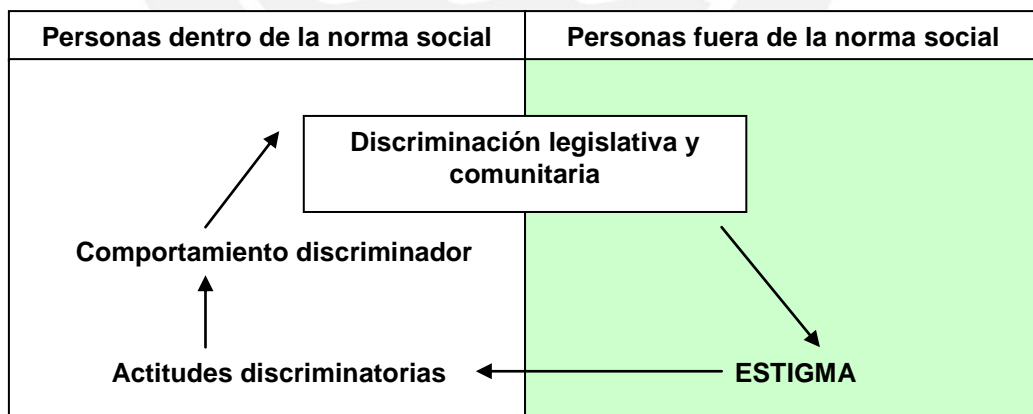 Personas dentro de la norma social
Personas fuera de la norma social
Discriminación legislativa y
comunitaria
Comportamiento discriminador
Actitudes discriminatorias
ESTIGMA